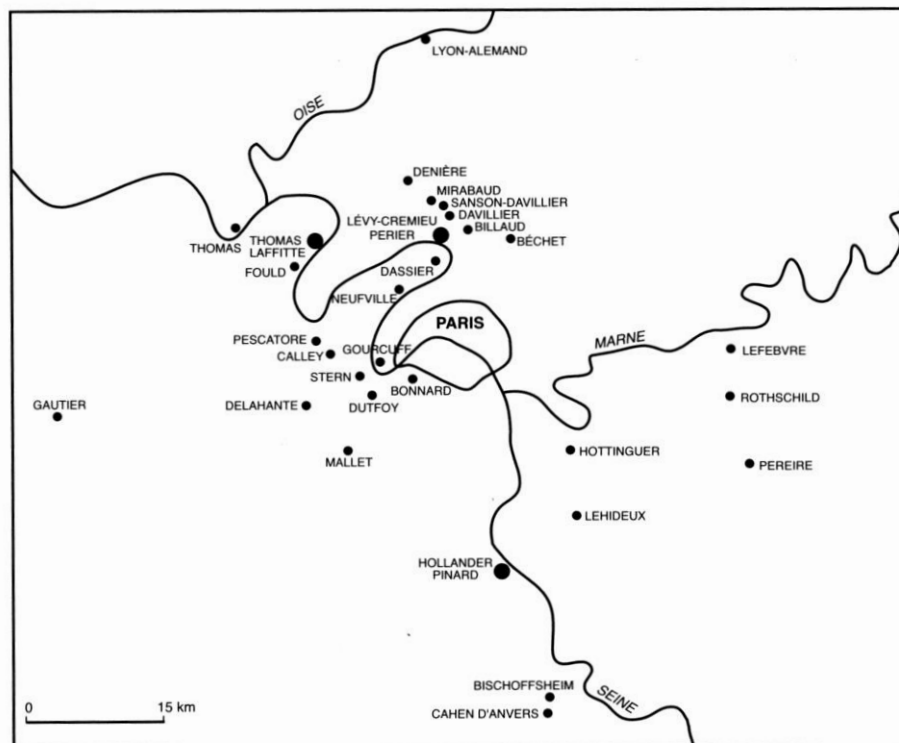 LYON-ALEMAND
OISE
DENIÈRE
MIRABAUD
SANSON-DAVILLIER
DAVILLIER
LÉVY-CREMIEU
PERIER
BILLAUD
BÉCHET
THOMAS
THOMAS
LAFFITTE
FOULD
DASSIER
NEUFVILLE
PARIS
MARNE
PESCATORE
CALLEY
GOURCUFF
LEFEBVRE
STERN
BONNARD
DUTFOY
ROTHSCHILD
GAUTIER
DELAHANTE
MALLET
HOTTINGUER
PEREIRE
LEHIDEUX
HOLLANDER
PINARD
BISCHOFFSHEIM
SEINE
CAHEN D'ANVERS
0 15 km